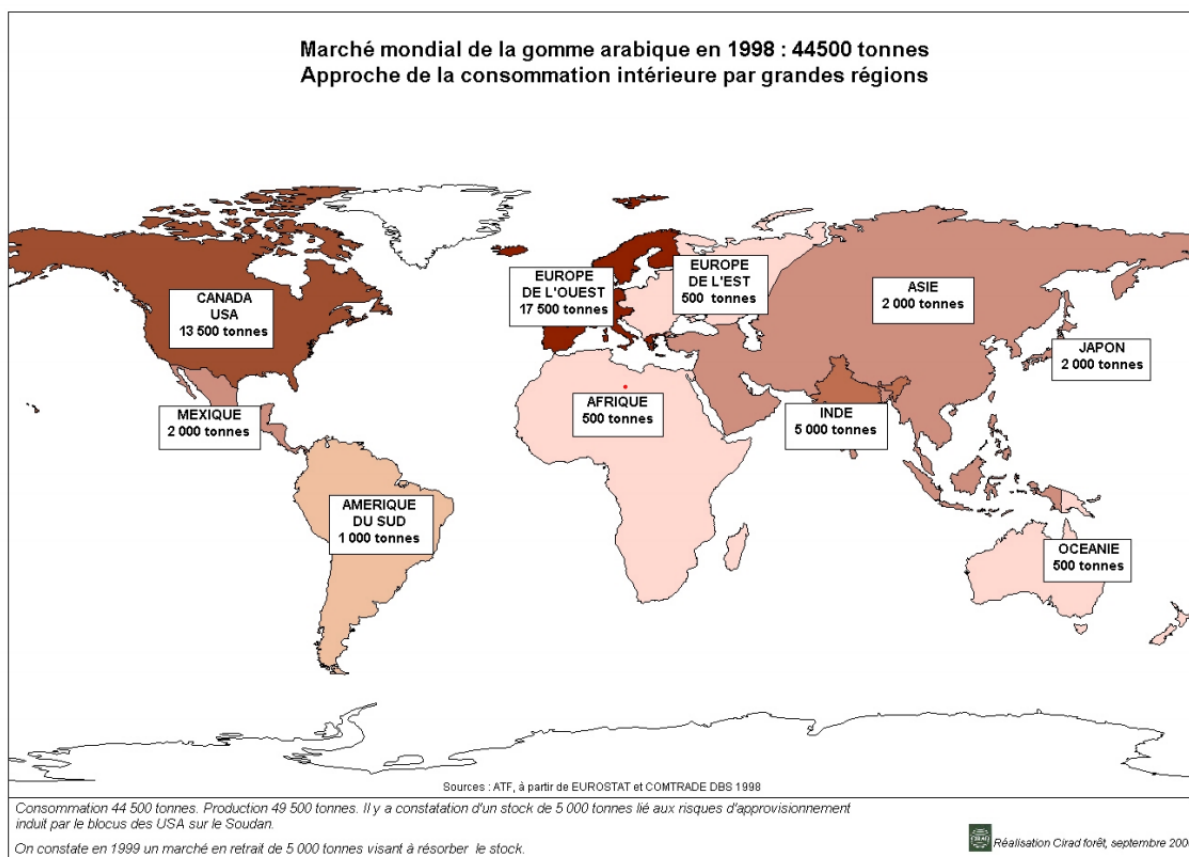 Marché mondial de la gomme arabique en 1998 : 44500 tonnes
Approche de la consommation intérieure par grandes régions
CANADA
USA
13 500 tonnes
EUROPE
DE L'OUEST
17 500 tonnes
EUROPE
DE L'EST
500 tonnes
ASIE
2 000 tonnes
JAPON
2 000 tonnes
MEXIQUE
2 000 tonnes
AFRIQUE
500 tonnes
INDE
5 000 tonnes
AMERIQUE
DU SUD
1 000 tonnes
OCEANIE
500 tonnes
Sources : ATF, à partir de EUROSTAT et COMTRADE DBS 1998
Consommation 44 500 tonnes. Production 49 500 tonnes. Il y a constatation d'un stock de 5 000 tonnes lié aux risques d'approvisionnement
induit par le blocus des USA sur le Soudan.
On constate en 1999 un marché en retrait de 5 000 tonnes visant à résorber le stock.
Réalisation Cirad forêt, septembre